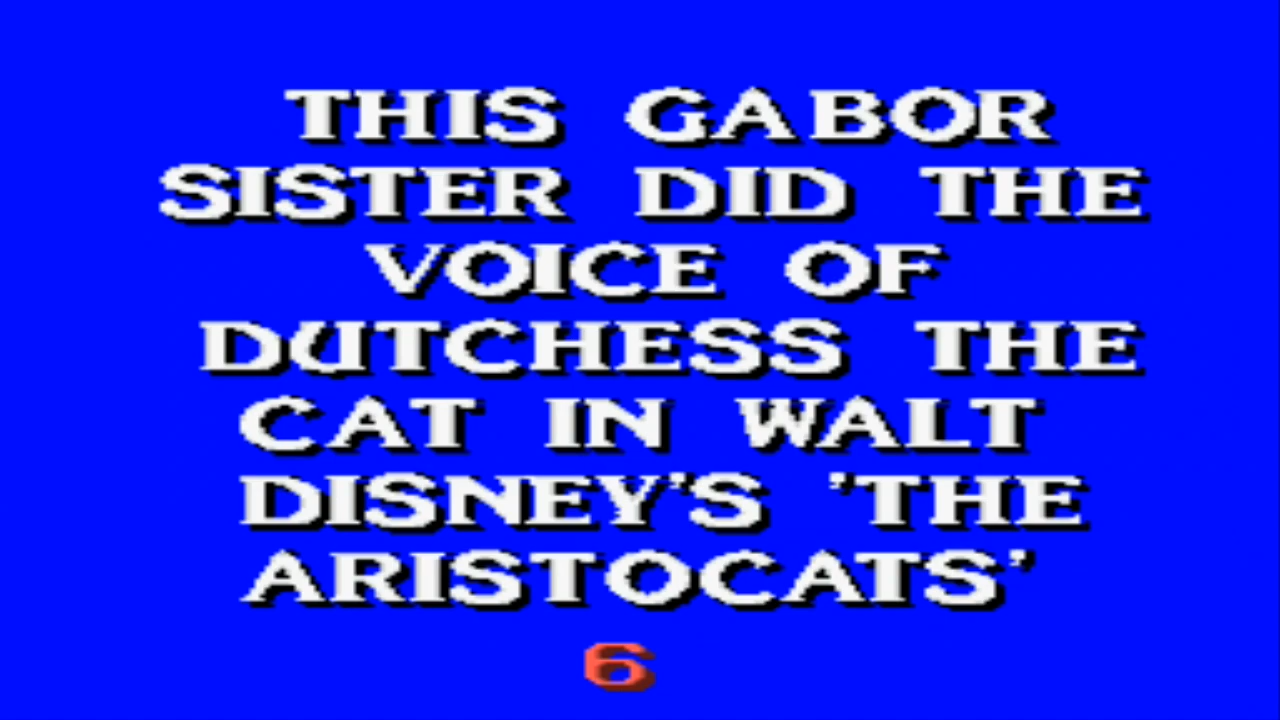 THIS GABOR
SISTER DID THE
VOICE OF
DUTCHESS THE
CAT IN WALT
DISNEY'S 'THE
ARISTOCATS'
6